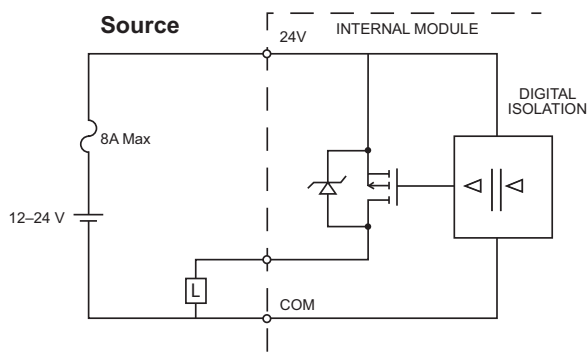 Source
24V
INTERNAL MODULE
DIGITAL
ISOLATION
8A Max
12–24 V
L
COM